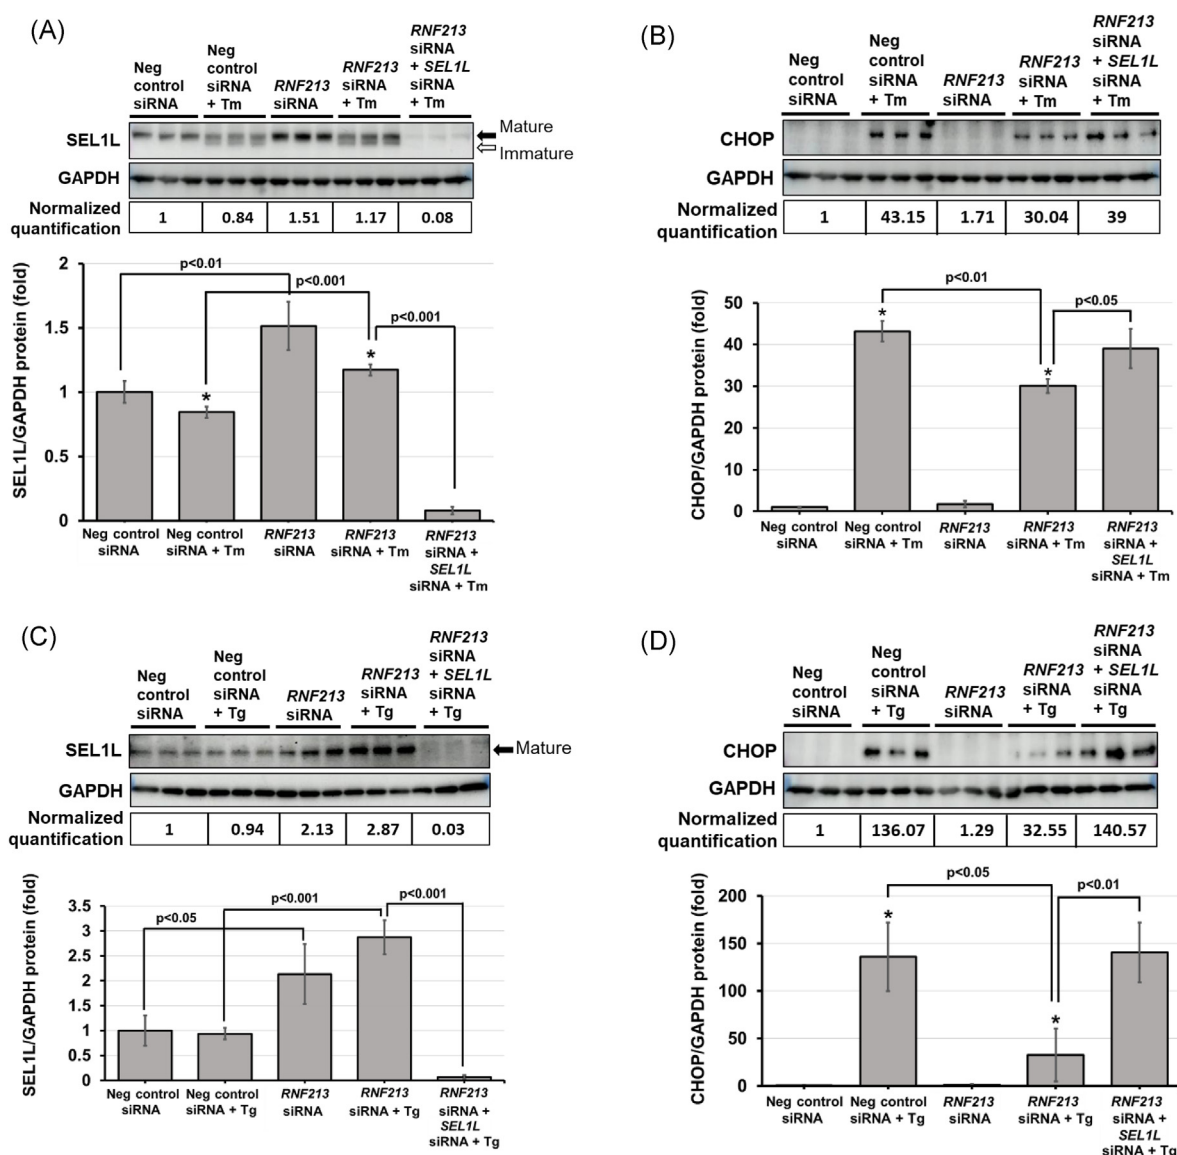 (A)
Neg
control
siRNA
Neg
control
siRNA
+ Tm
RNF213
siRNA
RNF213
siRNA
+ Tm
RNF213
siRNA
+ SEL1L
siRNA
+ Tm
SEL1L
Mature
Immature
GAPDH
Normalized
quantification
1 0.84 1.51 1.17 0.08
SEL1L/GAPDH protein (fold)
2
1.5
1
0.5
0
p<0.01
p<0.001
p<0.001
*
*
Neg control
siRNA
Neg control
siRNA + Tm
RNF213
siRNA
RNF213
siRNA + Tm
RNF213
siRNA +
SEL1L
siRNA + Tm
(B)
Neg
control
siRNA
Neg
control
siRNA
+ Tm
RNF213
siRNA
RNF213
siRNA
+ Tm
RNF213
siRNA
+ SEL1L
siRNA
+ Tm
CHOP
GAPDH
Normalized
quantification
1 43.15 1.71 30.04 39
CHOP/GAPDH protein (fold)
50
40
30
20
10
0
p<0.01
p<0.05
*
*
Neg control
siRNA
Neg control
siRNA + Tm
RNF213
siRNA
RNF213
siRNA + Tm
RNF213
siRNA +
SEL1L
siRNA + Tm
(C)
Neg
control
siRNA
Neg
control
siRNA
+ Tg
RNF213
siRNA
RNF213
siRNA
+ Tg
RNF213
siRNA
+ SEL1L
siRNA
+ Tg
SEL1L
Mature
GAPDH
Normalized
quantification
1 0.94 2.13 2.87 0.03
SEL1L/GAPDH protein (fold)
3.5
3
2.5
2
1.5
1
0.5
0
p<0.05
p<0.001
p<0.001
Neg control
siRNA
Neg control
siRNA + Tg
RNF213
siRNA
RNF213
siRNA + Tg
RNF213
siRNA +
SEL1L
siRNA + Tg
(D)
Neg
control
siRNA
Neg
control
siRNA
+ Tg
RNF213
siRNA
RNF213
siRNA
+ Tg
RNF213
siRNA
+ SEL1L
siRNA
+ Tg
CHOP
GAPDH
Normalized
quantification
1 136.07 1.29 32.55 140.57
CHOP/GAPDH protein (fold)
200
150
100
50
0
p<0.05
p<0.01
*
*
Neg control
siRNA
Neg control
siRNA + Tg
RNF213
siRNA
RNF213
siRNA + Tg
RNF213
siRNA +
SEL1L
siRNA + Tg